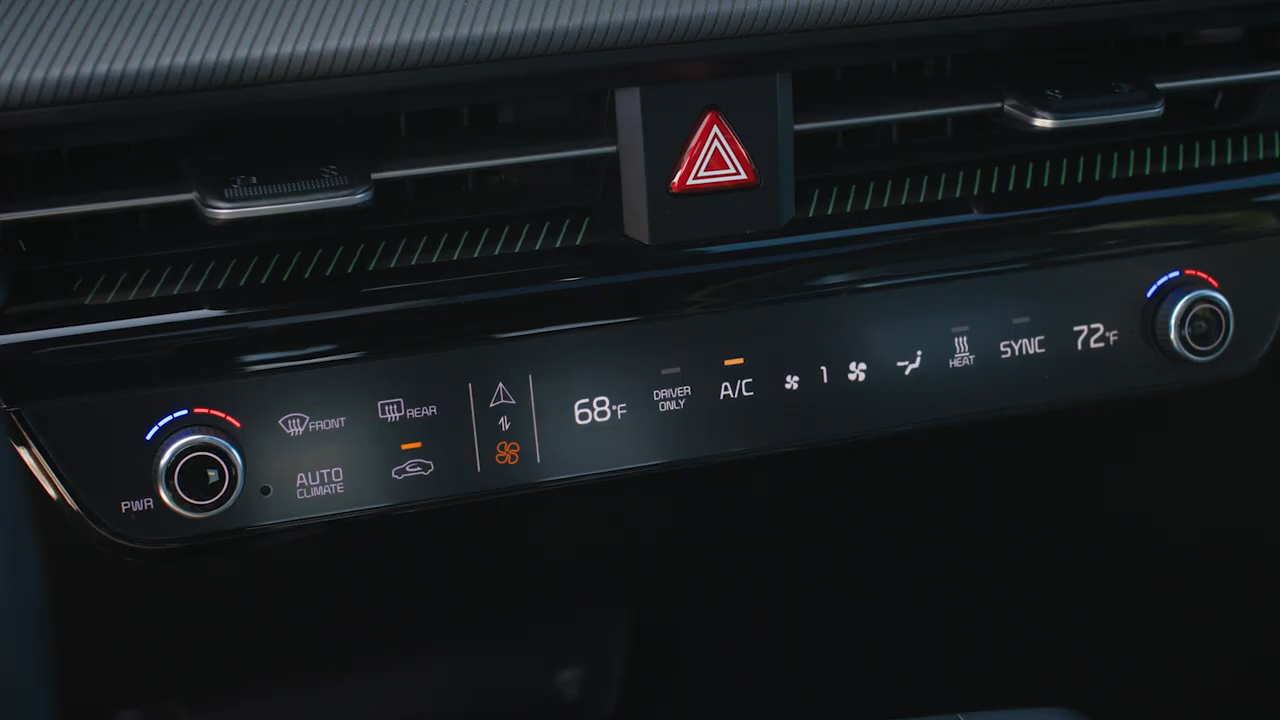 FRONT
REAR
AUTO
CLIMATE
PWR
68°F
DRIVER
ONLY
A/C
1
HEAT
SYNC
72°F